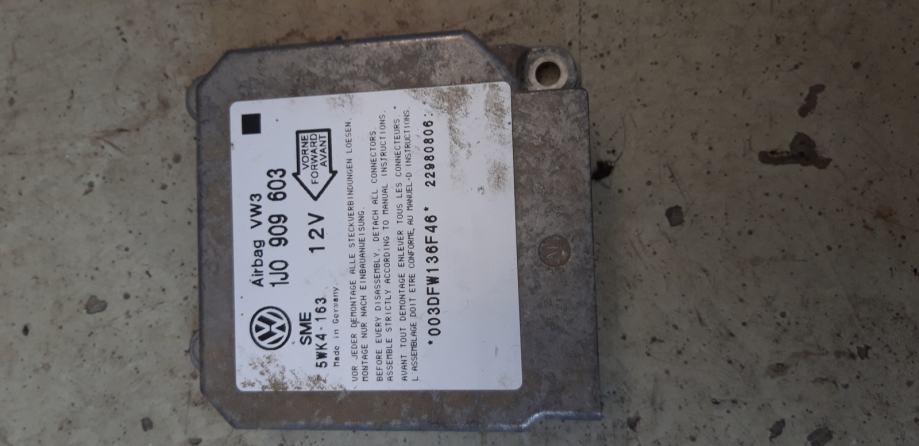 Airbag VW3
1J0 909 603
SME
5WK4·163
12V
VORNE
FORWARD
AVANT
Made in Germany.
VOR JEDER DEMONTAGE ALLE STECKVERBINDUNGEN LOESEN.
MONTAGE NUR NACH EINBAUANWEISUNG.
BEFORE EVERY DISASSEMBLY, DETACH ALL CONNECTORS.
ASSEMBLE STRICTLY ACCORDING TO MANUAL INSTRUCTIONS.
AVANT TOUT DEMONTAGE ENLEVER TOUS LES CONNECTEURS.
L'ASSEMBLAGE DOIT ETRE CONFORME AU MANUEL-D INSTRUCTIONS.
*003DFW136F46* 22980806: